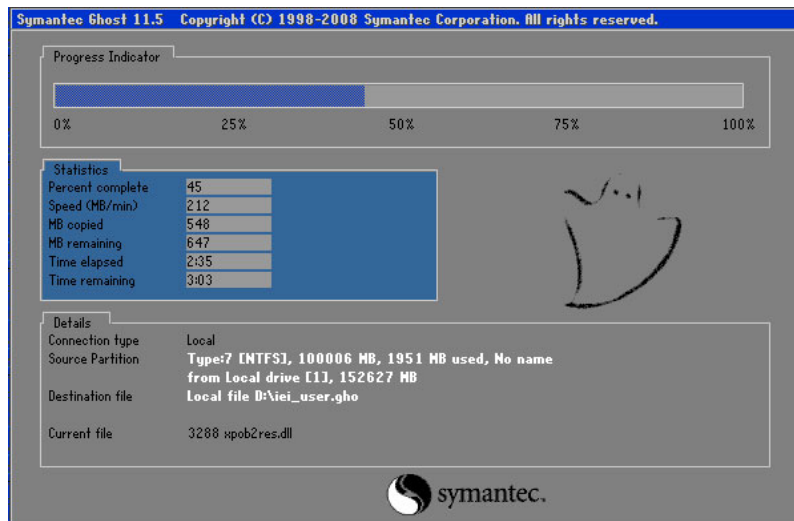 Symantec Ghost 11.5 Copyright (C) 1998-2008 Symantec Corporation. All rights reserved.
Progress Indicator
0% 25% 50% 75% 100%
Statistics
Percent complete 45
Speed (MB/min) 212
MB copied 548
MB remaining 647
Time elapsed 2:35
Time remaining 3:03
Details
Connection type Local
Source Partition Type:7 [NTFS], 100006 MB, 1951 MB used, No name
from Local drive [1], 152627 MB
Destination file Local file D:\iei_user.gho
Current file 3288 xpob2res.dll
symantec.